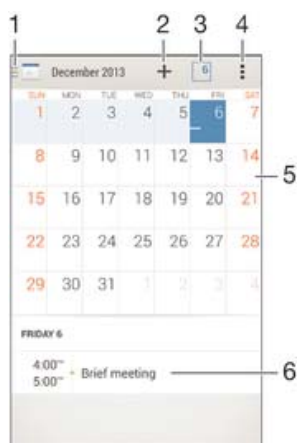 1 2 3 4
December 2013 6
SUN MON TUE WED THU FRI SAT
1 2 3 4 5 6 7
8 9 10 11 12 13 14
5
15 16 17 18 19 20 21
22 23 24 25 26 27 28
29 30 31 1 2 3 4
FRIDAY 6
4:00 PM
Brief meeting 6
5:00 PM